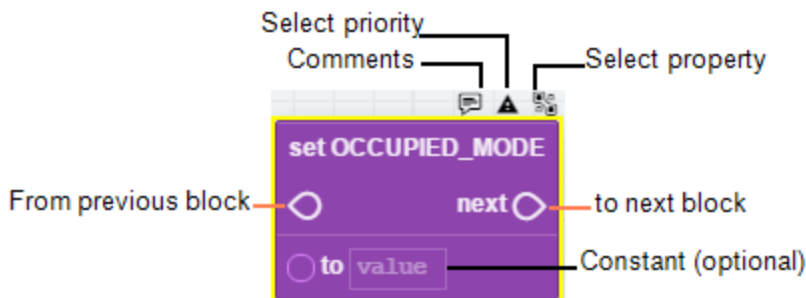 Select priority
Comments
Select property
set OCCUPIED_MODE
From previous block
next
to next block
to value
Constant (optional)